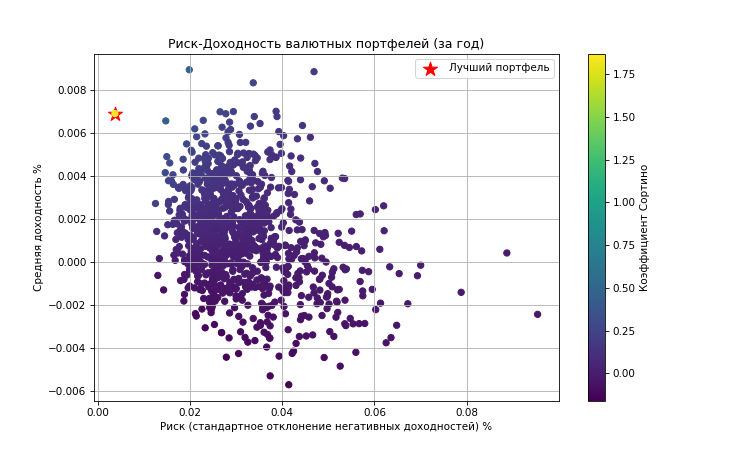 Риск-Доходность валютных портфелей (за год)
Лучший портфель
Средняя доходность %
0.008
0.006
0.004
0.002
0.000
−0.002
−0.004
−0.006
0.00 0.02 0.04 0.06 0.08
Риск (стандартное отклонение негативных доходностей) %
1.75
1.50
1.25
1.00
0.75
0.50
0.25
0.00
Коэффициент Сортино